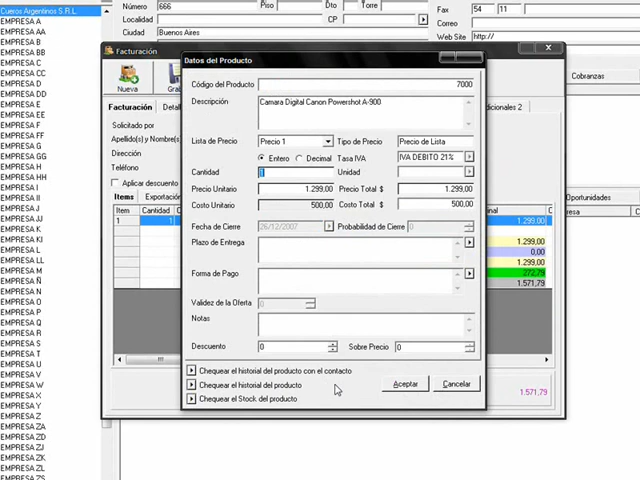 Cueros Argentinos S.R.L.
EMPRESA A
EMPRESA AA
EMPRESA B
EMPRESA BB
EMPRESA C
EMPRESA CC
EMPRESA D
EMPRESA DD
EMPRESA E
EMPRESA EE
EMPRESA F
EMPRESA FF
EMPRESA G
EMPRESA GG
EMPRESA H
EMPRESA HH
EMPRESA I
EMPRESA J
EMPRESA JJ
EMPRESA K
EMPRESA KI
EMPRESA L
EMPRESA LL
EMPRESA M
EMPRESA Ñ
EMPRESA N
EMPRESA O
EMPRESA P
EMPRESA Q
EMPRESA R
EMPRESA S
EMPRESA T
EMPRESA U
EMPRESA V
EMPRESA W
EMPRESA X
EMPRESA Y
EMPRESA Z
EMPRESA ZA
EMPRESA ZD
EMPRESA ZJ
EMPRESA ZK
EMPRESA ZL
EMPRESA ZS
Número 666 Piso Dto Torre
Localidad CP
Ciudad Buenos Aires
Fax 54 11
Correo
Web Site http://
Cobranzas
Oportunidades
Facturación
Nueva
Facturación
Solicitado por
Apellido(s) y Nombre(s)
Dirección
Teléfono
Aplicar descuento
Items Exportación
Item Cantidad
1 1
1.299,00
1.299,00
0,00
1.299,00
272,79
1.571,79
1.571,79
Datos del Producto
Código del Producto 7000
Descripción Camara Digital Canon Powershot A-900
Lista de Precio Precio 1 Tipo de Precio Precio de Lista
Entero Decimal Tasa IVA IVA DEBITO 21%
Cantidad 1 Unidad
Precio Unitario 1.299,00 Precio Total $ 1.299,00
Costo Unitario 500,00 Costo Total $ 500,00
Fecha de Cierre 26/12/2007 Probabilidad de Cierre 0
Plazo de Entrega
Forma de Pago
Validez de la Oferta 0
Notas
Descuento 0 Sobre Precio 0
Chequear el historial del producto con el contacto
Chequear el historial del producto
Chequear el Stock del producto
Aceptar Cancelar